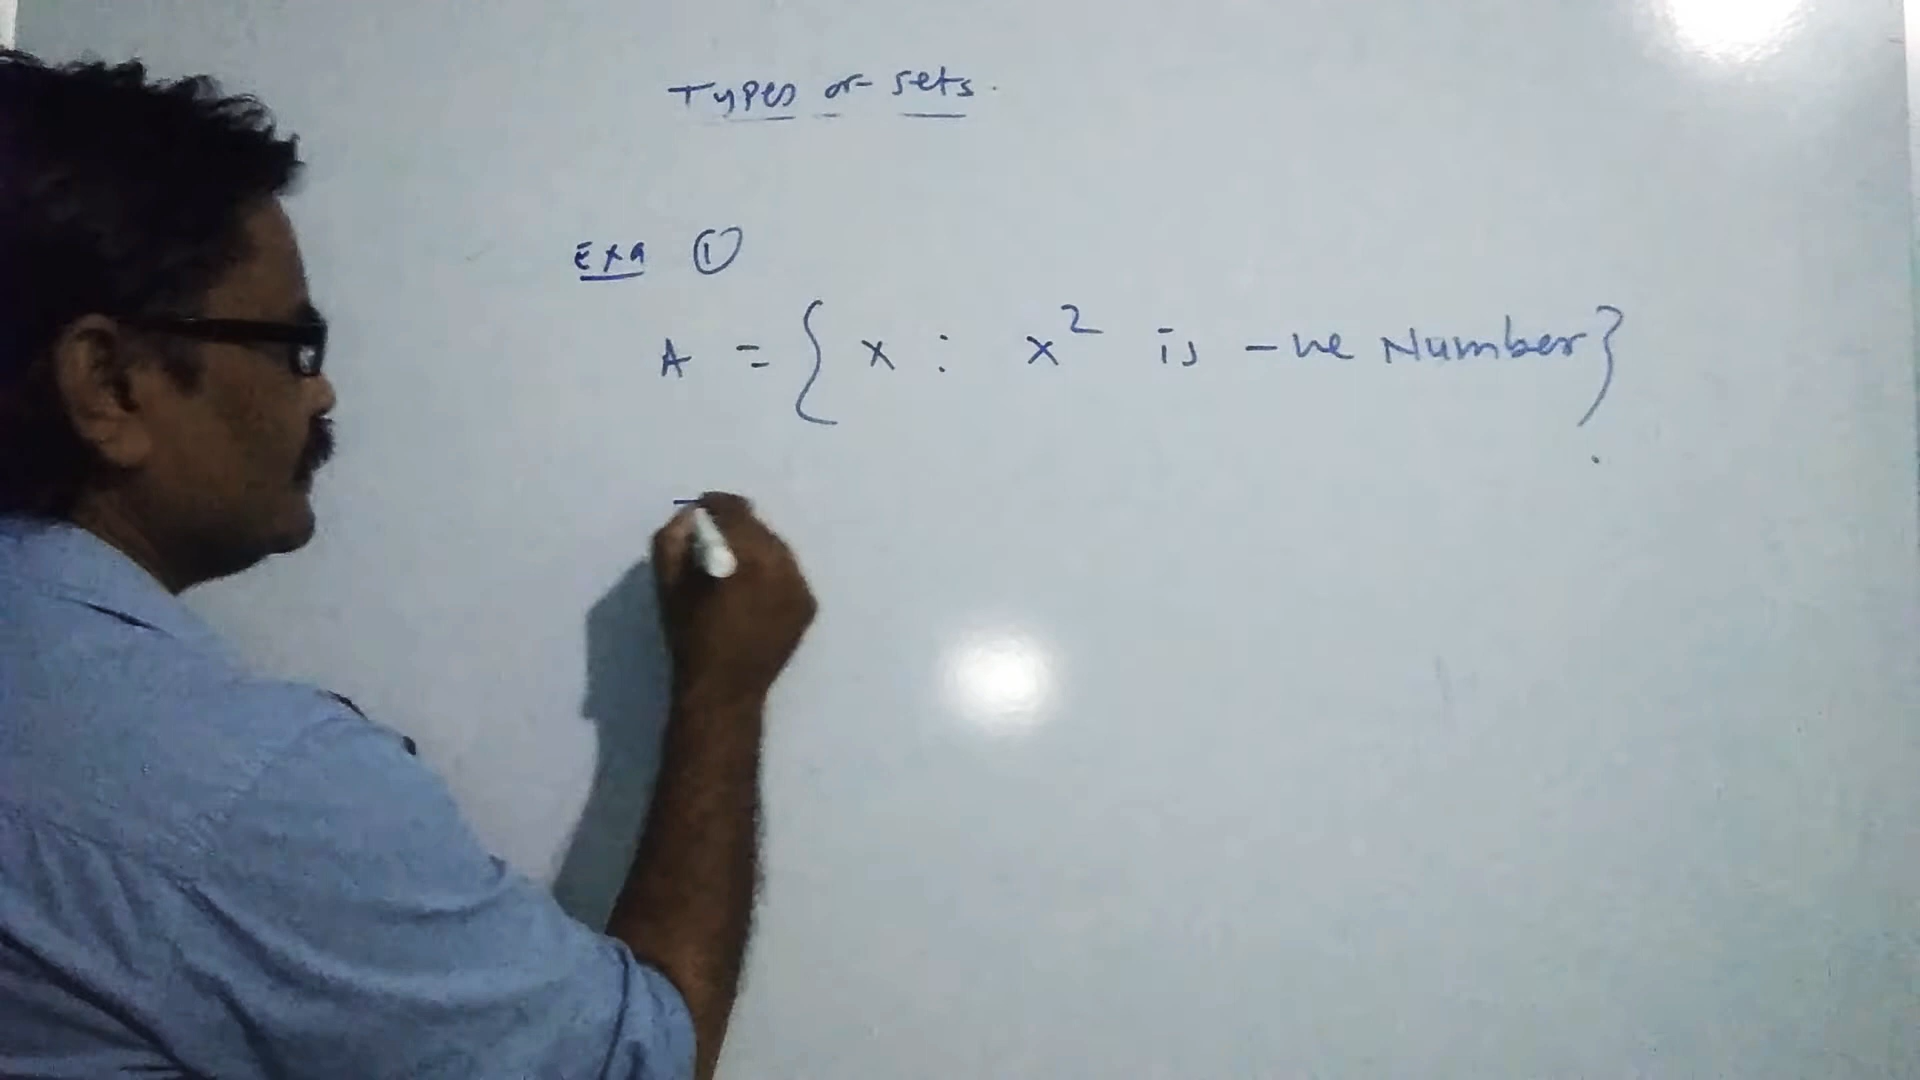 Types of sets.
Exa ①
A = { x : x² is -ve Number}